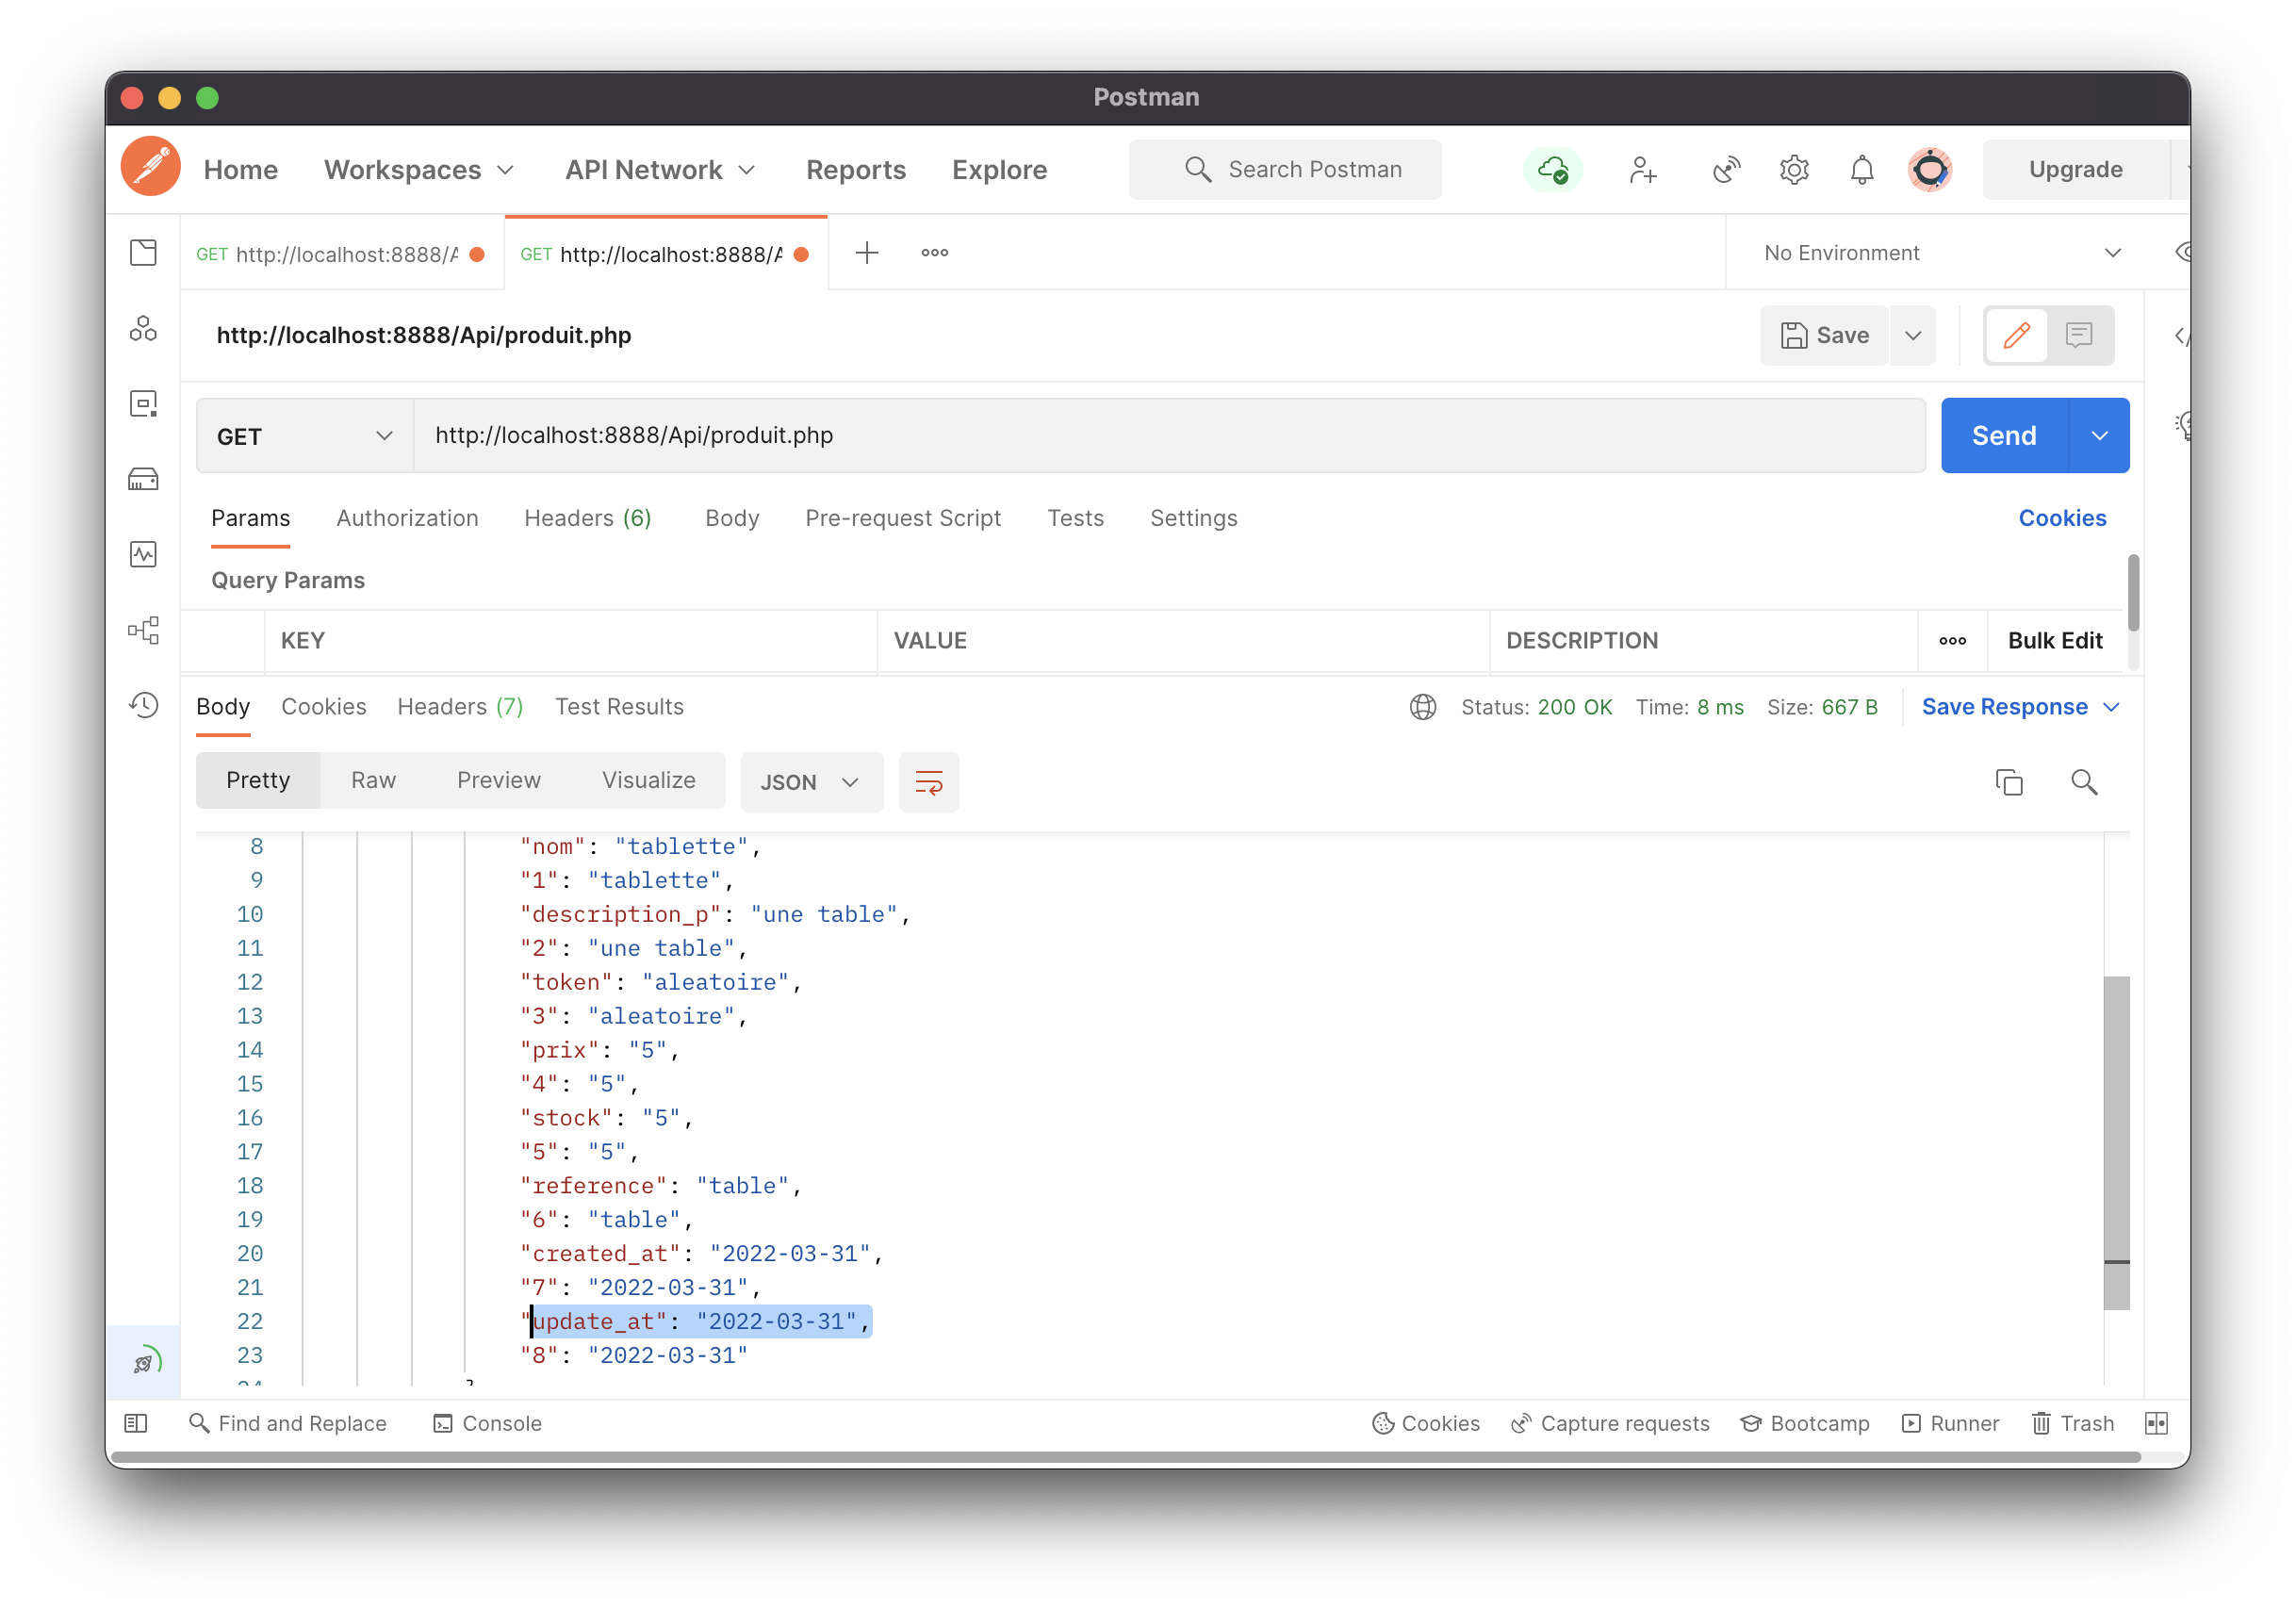 Postman
Home Workspaces API Network Reports Explore Search Postman Upgrade
GET http://localhost:8888/A GET http://localhost:8888/A No Environment
http://localhost:8888/Api/produit.php Save
GET http://localhost:8888/Api/produit.php Send
Params Authorization Headers (6) Body Pre-request Script Tests Settings Cookies
Query Params
KEY VALUE DESCRIPTION Bulk Edit
Body Cookies Headers (7) Test Results Status: 200 OK Time: 8 ms Size: 667 B Save Response
Pretty Raw Preview Visualize JSON
8 "nom": "tablette",
9 "1": "tablette",
10 "description_p": "une table",
11 "2": "une table",
12 "token": "aleatoire",
13 "3": "aleatoire",
14 "prix": "5",
15 "4": "5",
16 "stock": "5",
17 "5": "5",
18 "reference": "table",
19 "6": "table",
20 "created_at": "2022-03-31",
21 "7": "2022-03-31",
22 "update_at": "2022-03-31",
23 "8": "2022-03-31"
Find and Replace Console Cookies Capture requests Bootcamp Runner Trash